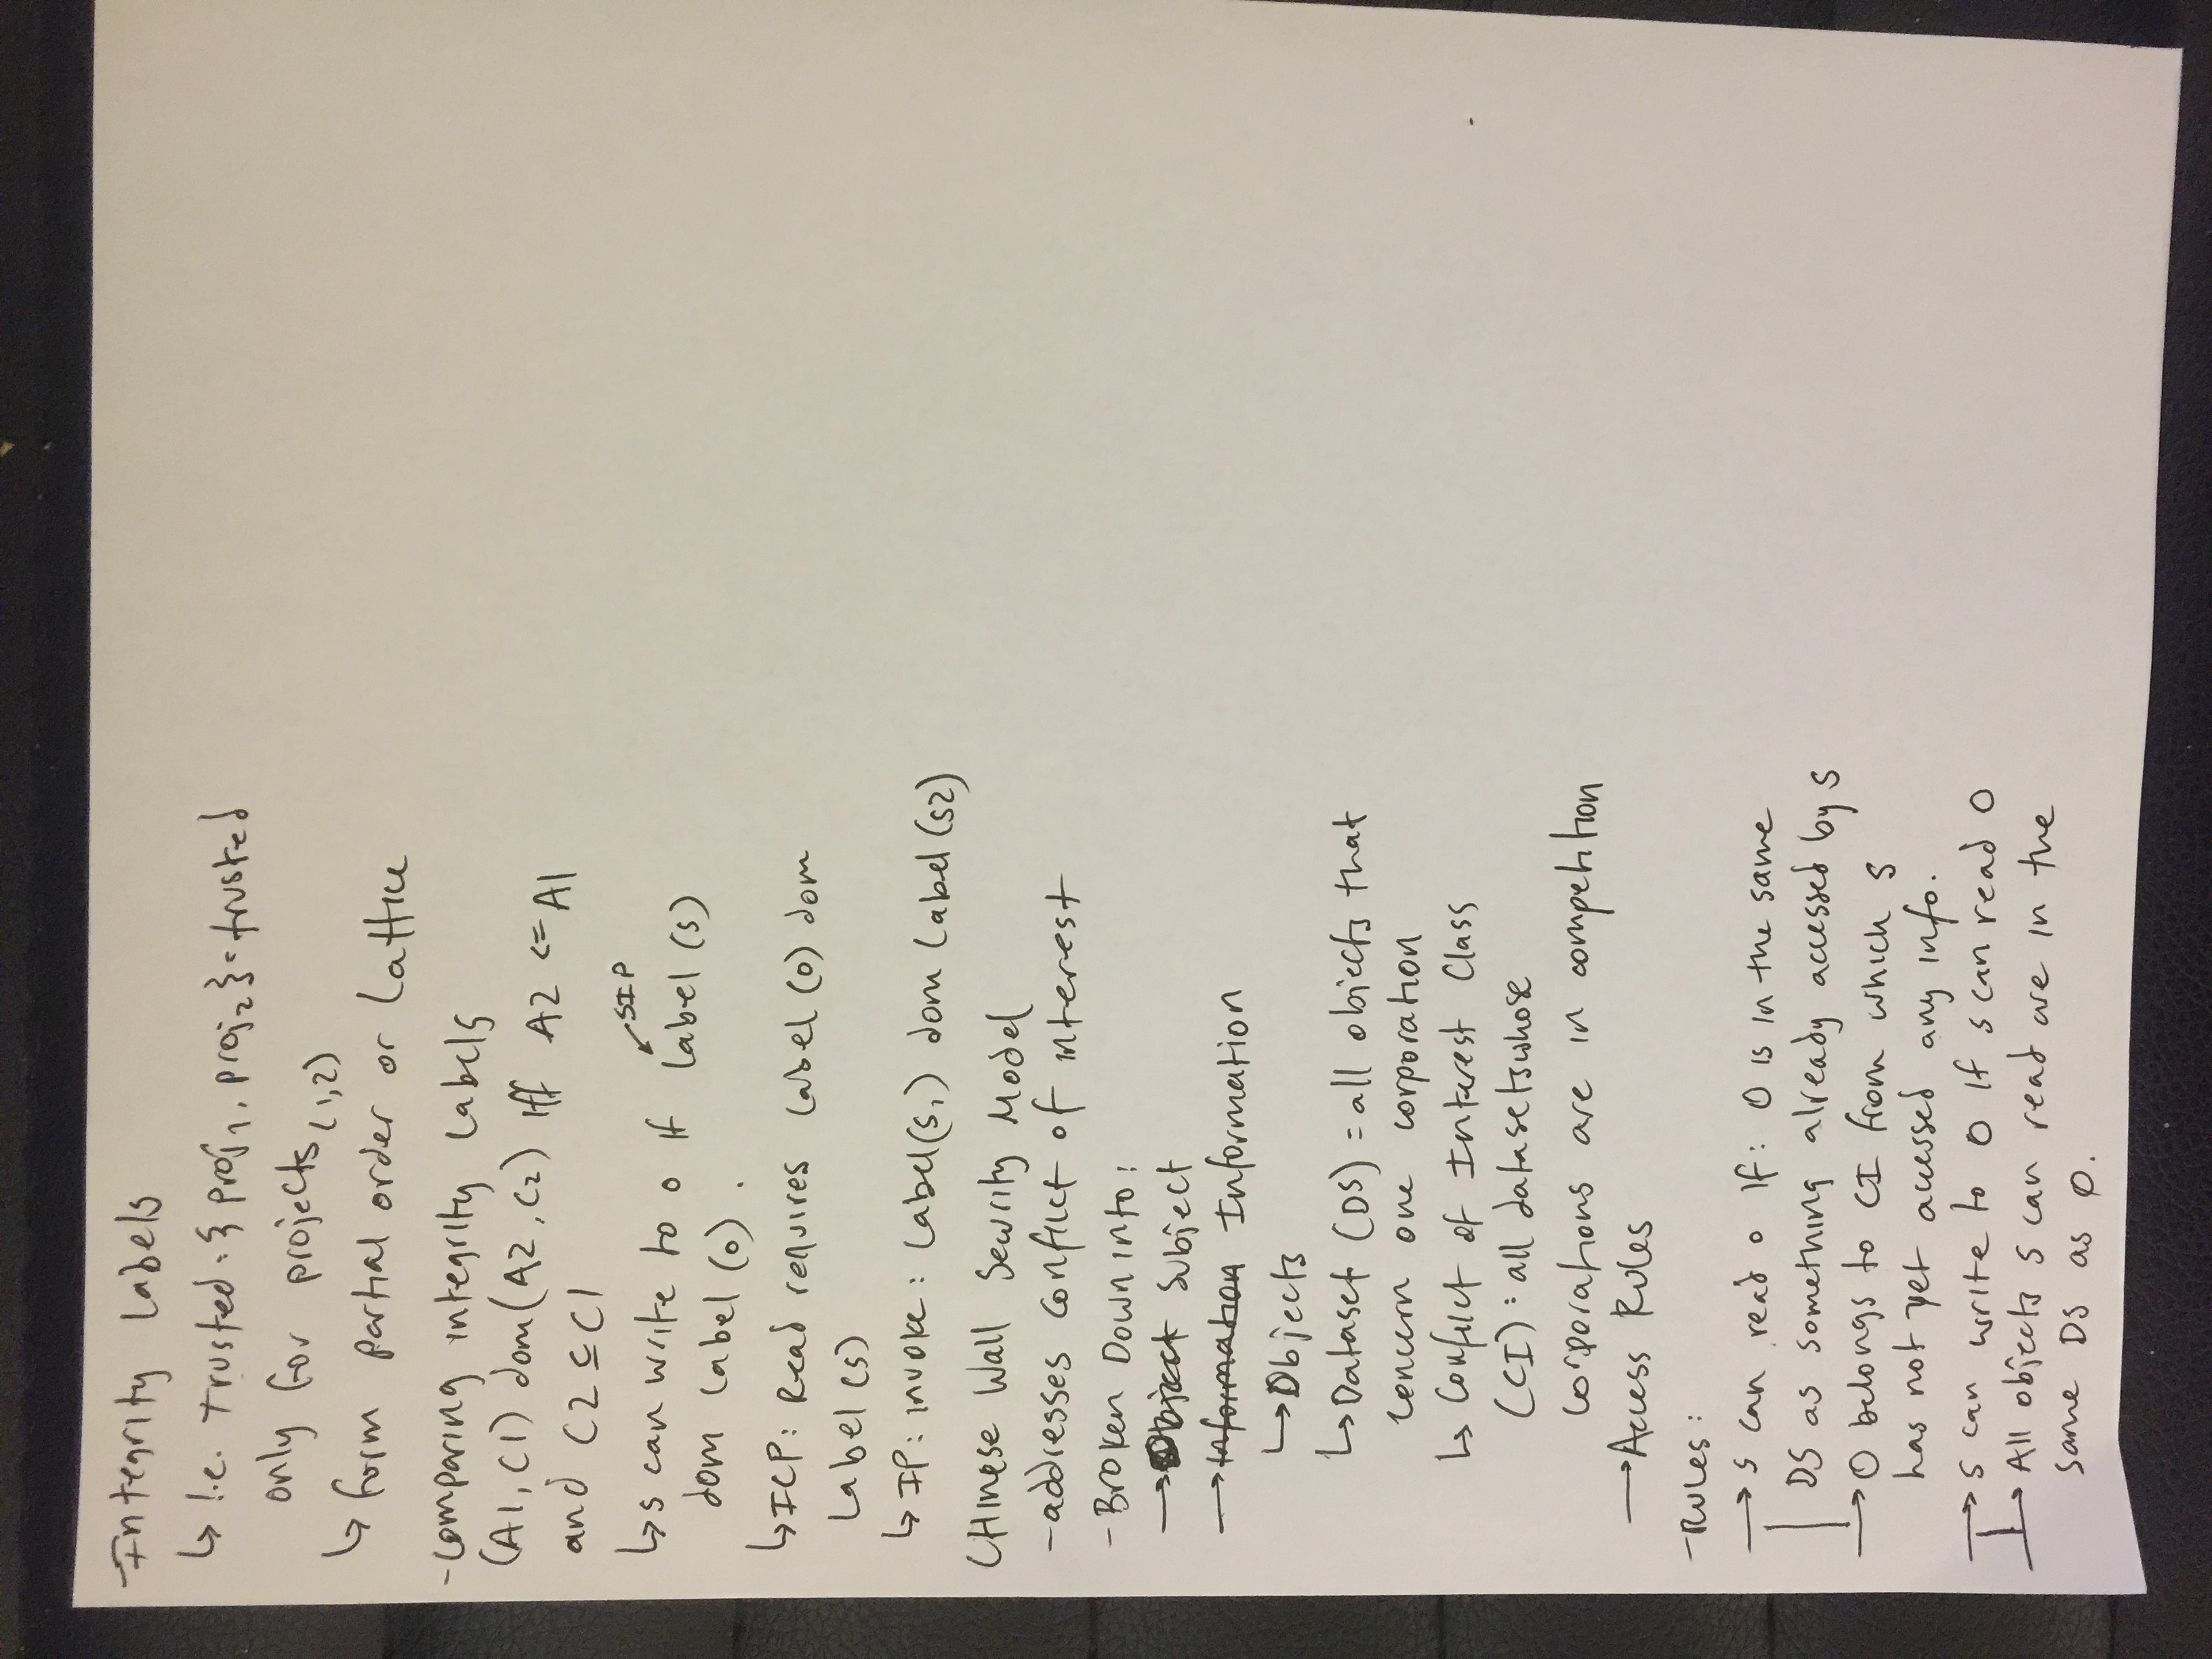 -Integrity Labels
↳ I.e. Trusted: { proj1, proj2 } = trusted
only for projects (1,2)
↳ form partial order or Lattice
-Comparing integrity Labels
(A1, C1) dom (A2, C2) iff A2 <= A1
and C2 ⊆ C1
SIP
↳ s can write to o if label (s)
dom label (o).
↳ ICP: Read requires label (o) dom
Label (s)
↳ IP: invoke: label(s1) dom label (s2)
CHinese Wall Security Model
-addresses conflict of interest
-Broken Down into:
→ Object Subject
→ Information Information
↳ Objects
↳ Dataset (DS) = all objects that
concern one corporation
↳ Conflict of Interest Class
(CI): all datasets whose
corporations are in competition
→ Access Rules
-Rules:
→ s can read o If: O is in the same
DS as something already accessed by s
→ O belongs to CI from which s
has not yet accessed any info.
→ s can write to O if s can read O
→ All objects s can read are in the
same DS as O.